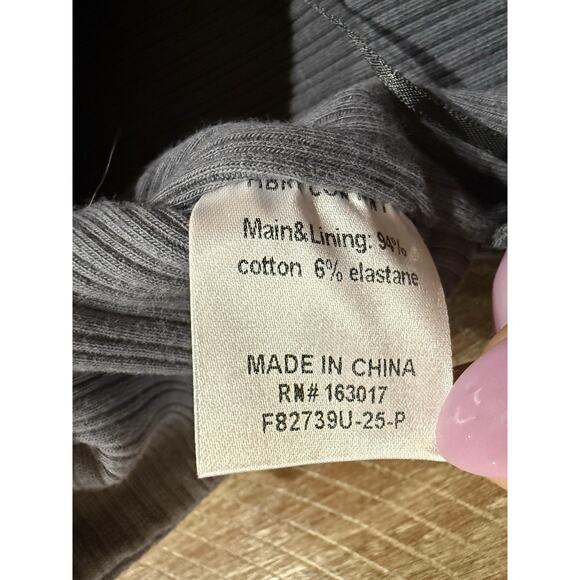 Main&Lining: 94%
cotton 6% elastane
MADE IN CHINA
RN# 163017
F82739U-25-P